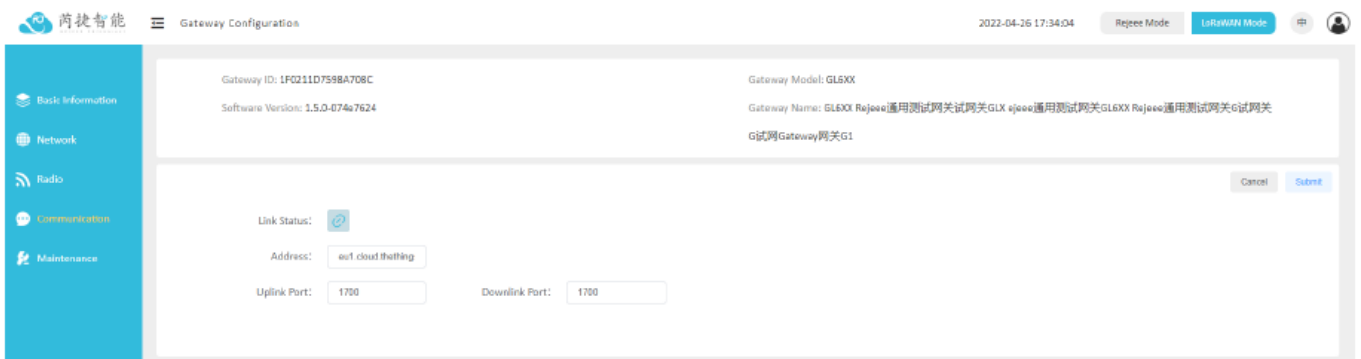 芮捷智能
Gateway Configuration
2022-04-26 17:34:04
Rejeee Mode
LoRaWAN Mode
中
Basic Information
Network
Radio
Communication
Maintenance
Gateway ID: 1F0211D7598A708C
Gateway Model: GL6XX
Software Version: 1.5.0-074e7624
Gateway Name: GL6XX Rejeee通用测试网关试网关GLX ejeee通用测试网关GL6XX Rejeee通用测试网关G试网关
G试网Gateway网关G1
Cancel
Submit
Link Status:
Address: eu1.cloud.thething
Uplink Port: 1700
Downlink Port: 1700